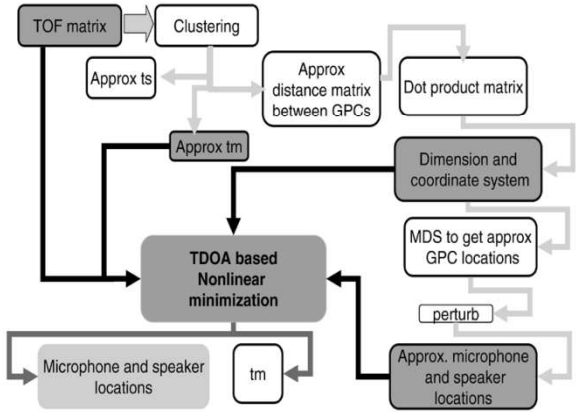 TOF matrix
Clustering
Approx ts
Approx
distance matrix
between GPCs
Dot product matrix
Approx tm
Dimension and
coordinate system
TDOA based
Nonlinear
minimization
MDS to get approx
GPC locations
perturb
Microphone and speaker
locations
tm
Approx. microphone
and speaker
locations